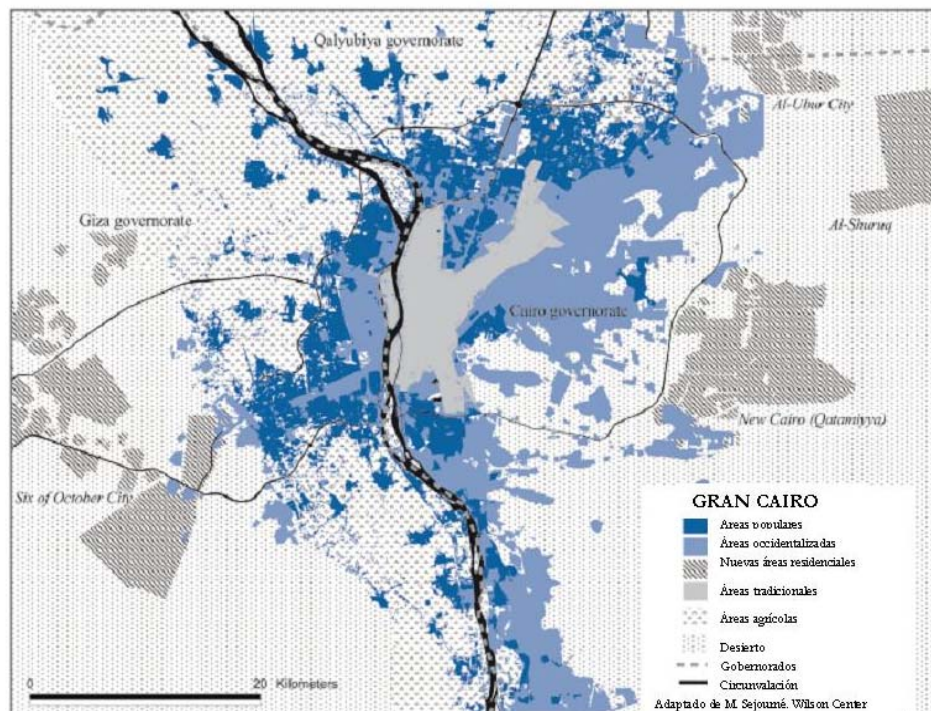 Qalyubiya governorate
Al-Ubur City
Al-Shuruq
Giza governorate
Cairo governorate
New Cairo (Qatamiyya)
Six of October City
GRAN CAIRO
Áreas populares
Áreas occidentalizadas
Nuevas áreas residenciales
Áreas tradicionales
Áreas agrícolas
Desierto
Gobernorados
Circunvalación
Adaptado de M. Sejourné. Wilson Center
0 20 Kilometers